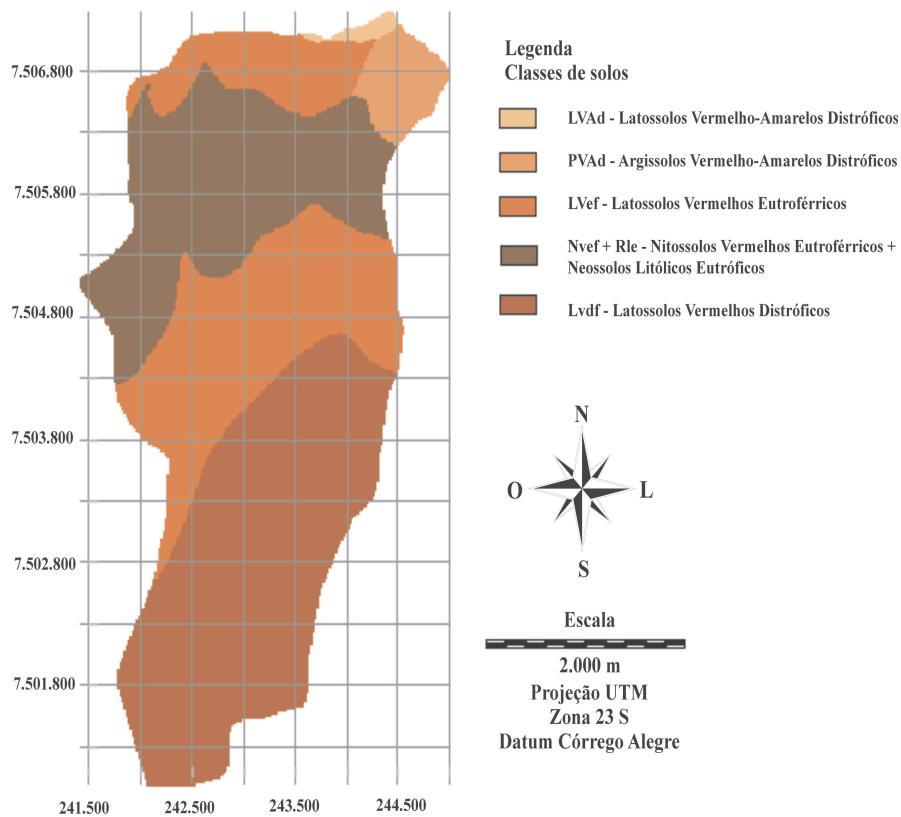 Legenda
Classes de solos
LVAd - Latossolos Vermelho-Amarelos Distróficos
PVAd - Argissolos Vermelho-Amarelos Distróficos
LVef - Latossolos Vermelhos Eutroférricos
Nvef + Rle - Nitossolos Vermelhos Eutroférricos +
Neossolos Litólicos Eutróficos
Lvdf - Latossolos Vermelhos Distróficos
7.506.800
7.505.800
7.504.800
7.503.800
7.502.800
7.501.800
241.500
242.500
243.500
244.500
N
O
L
S
Escala
2.000 m
Projeção UTM
Zona 23 S
Datum Córrego Alegre